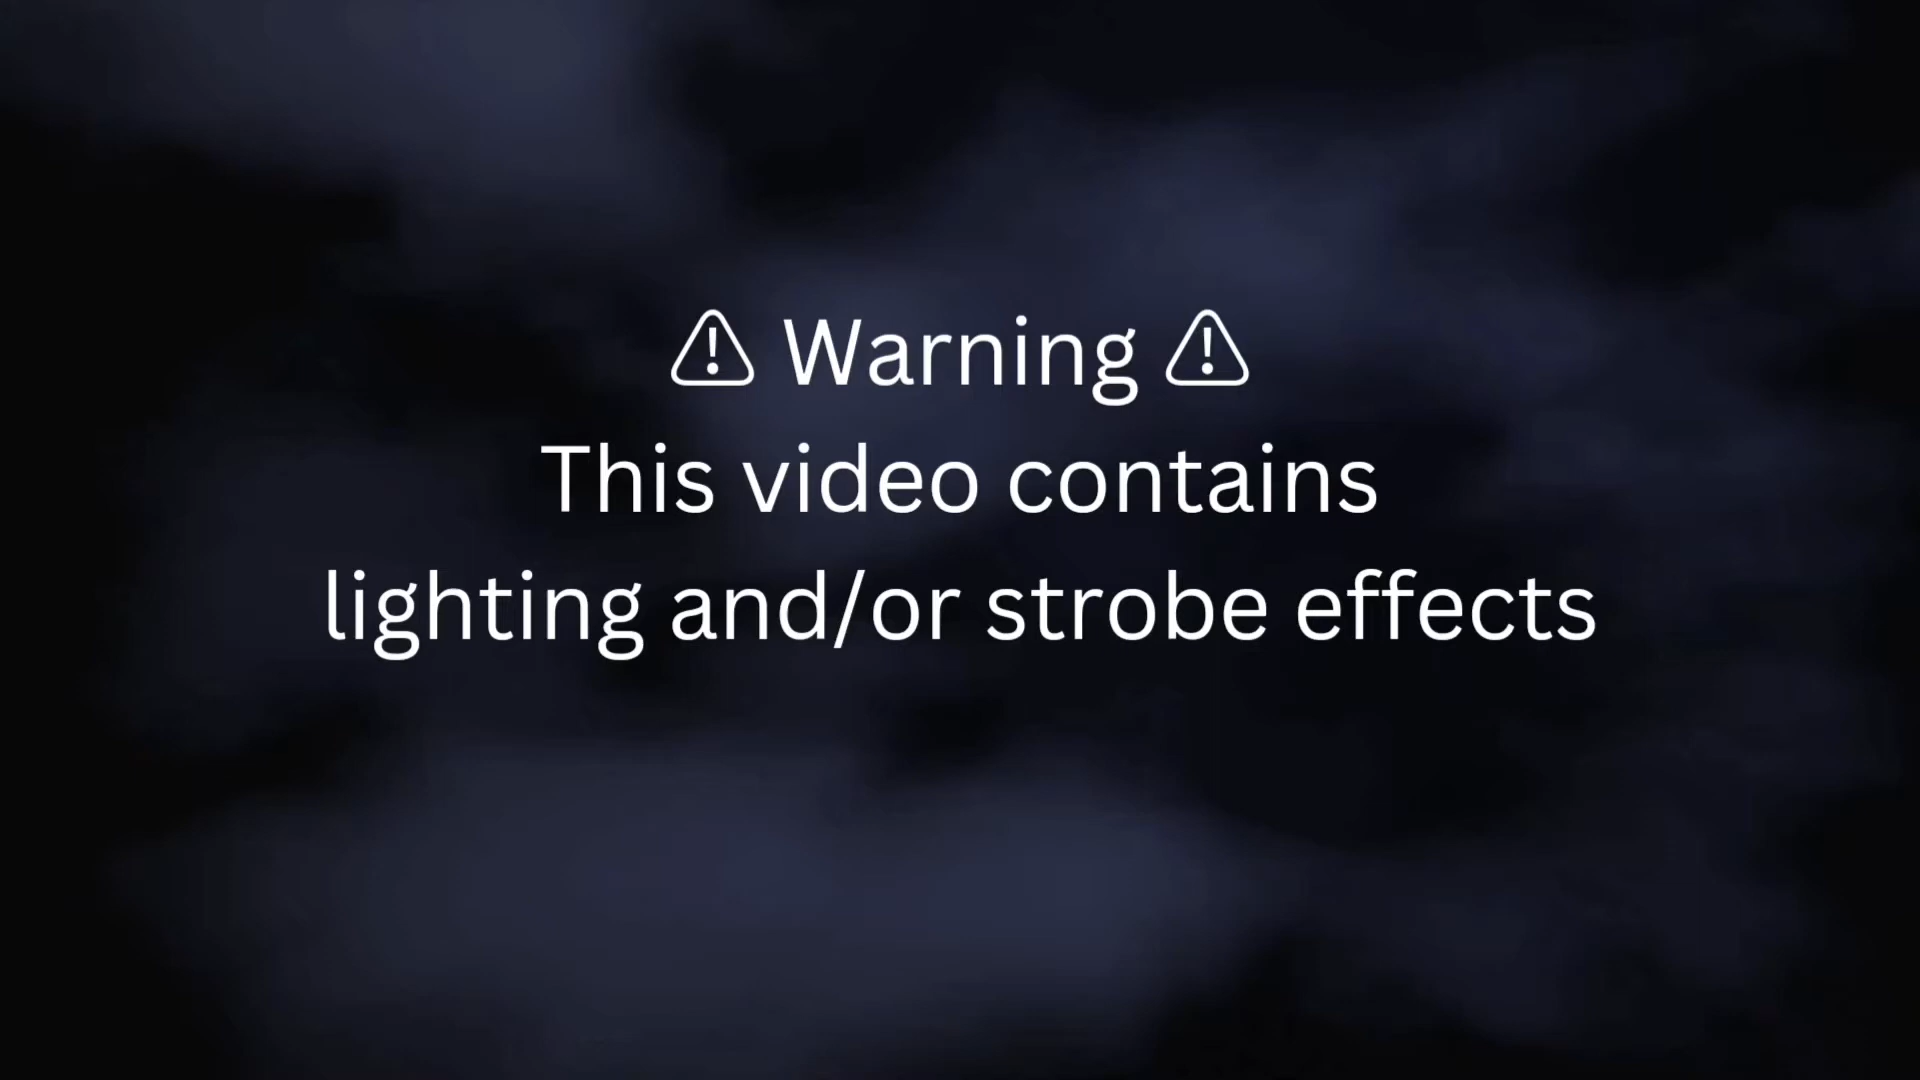 ⚠ Warning ⚠
This video contains
lighting and/or strobe effects